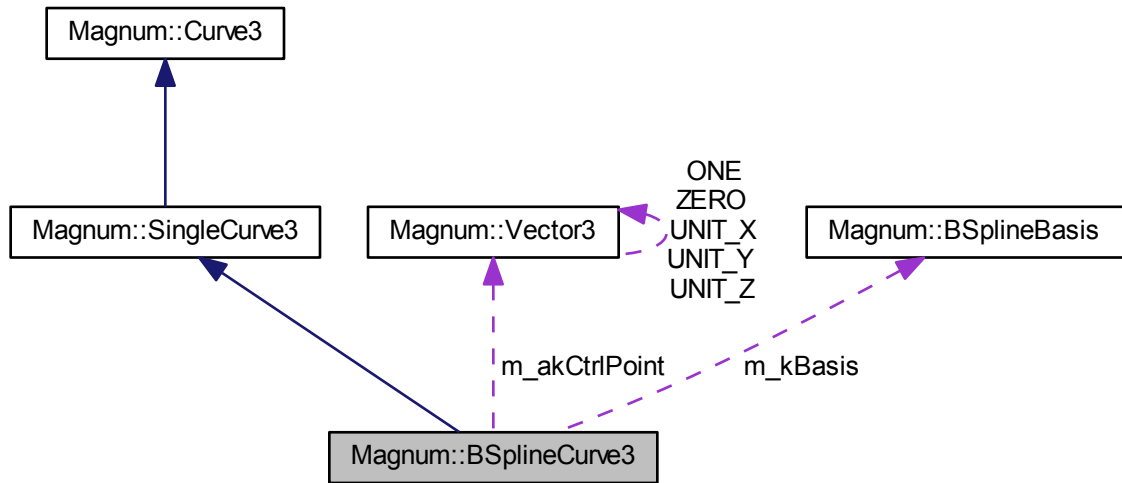 Magnum::Curve3
ONE
ZERO
UNIT_X
UNIT_Y
UNIT_Z
Magnum::SingleCurve3
Magnum::Vector3
Magnum::BSplineBasis
m_akCtrlPoint
m_kBasis
Magnum::BSplineCurve3